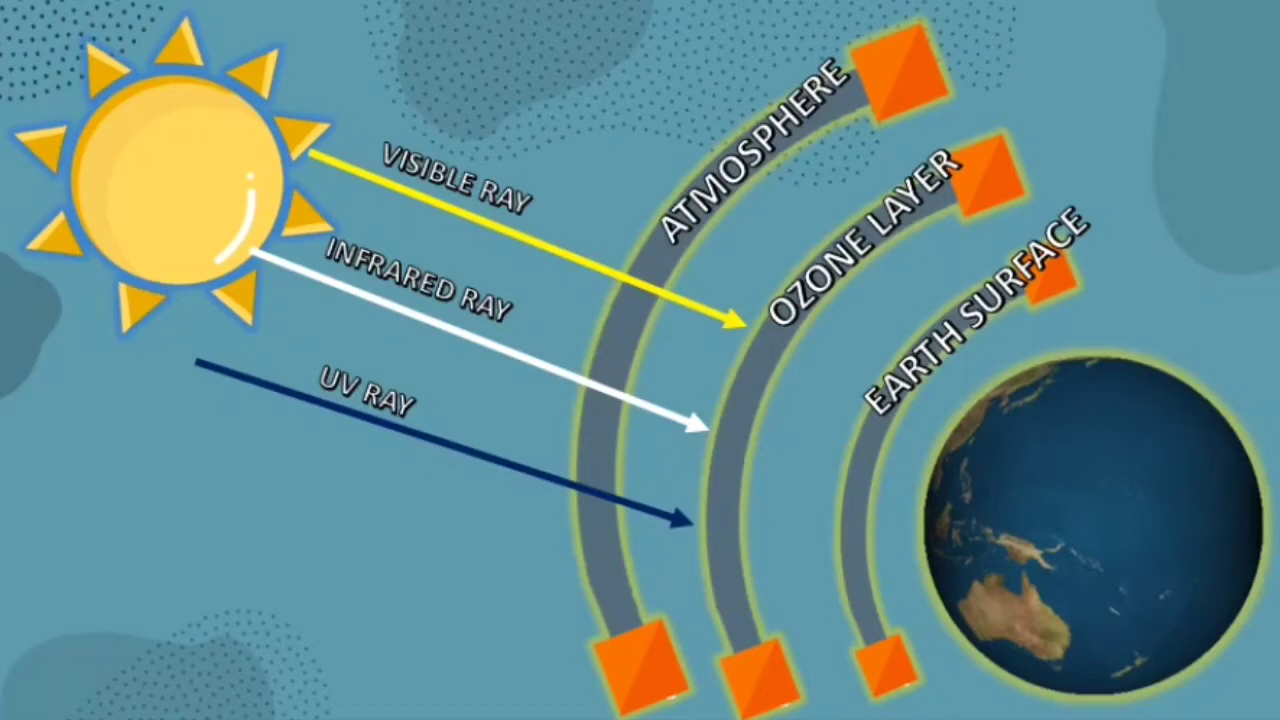 VISIBLE RAY
INFRARED RAY
UV RAY
ATMOSPHERE
OZONE LAYER
EARTH SURFACE